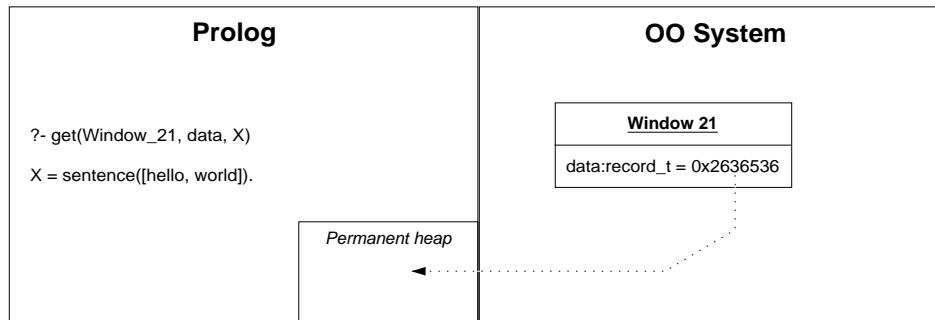 Prolog
?- get(Window_21, data, X)
X = sentence([hello, world]).
Permanent heap
OO System
Window 21
data:record_t = 0x2636536